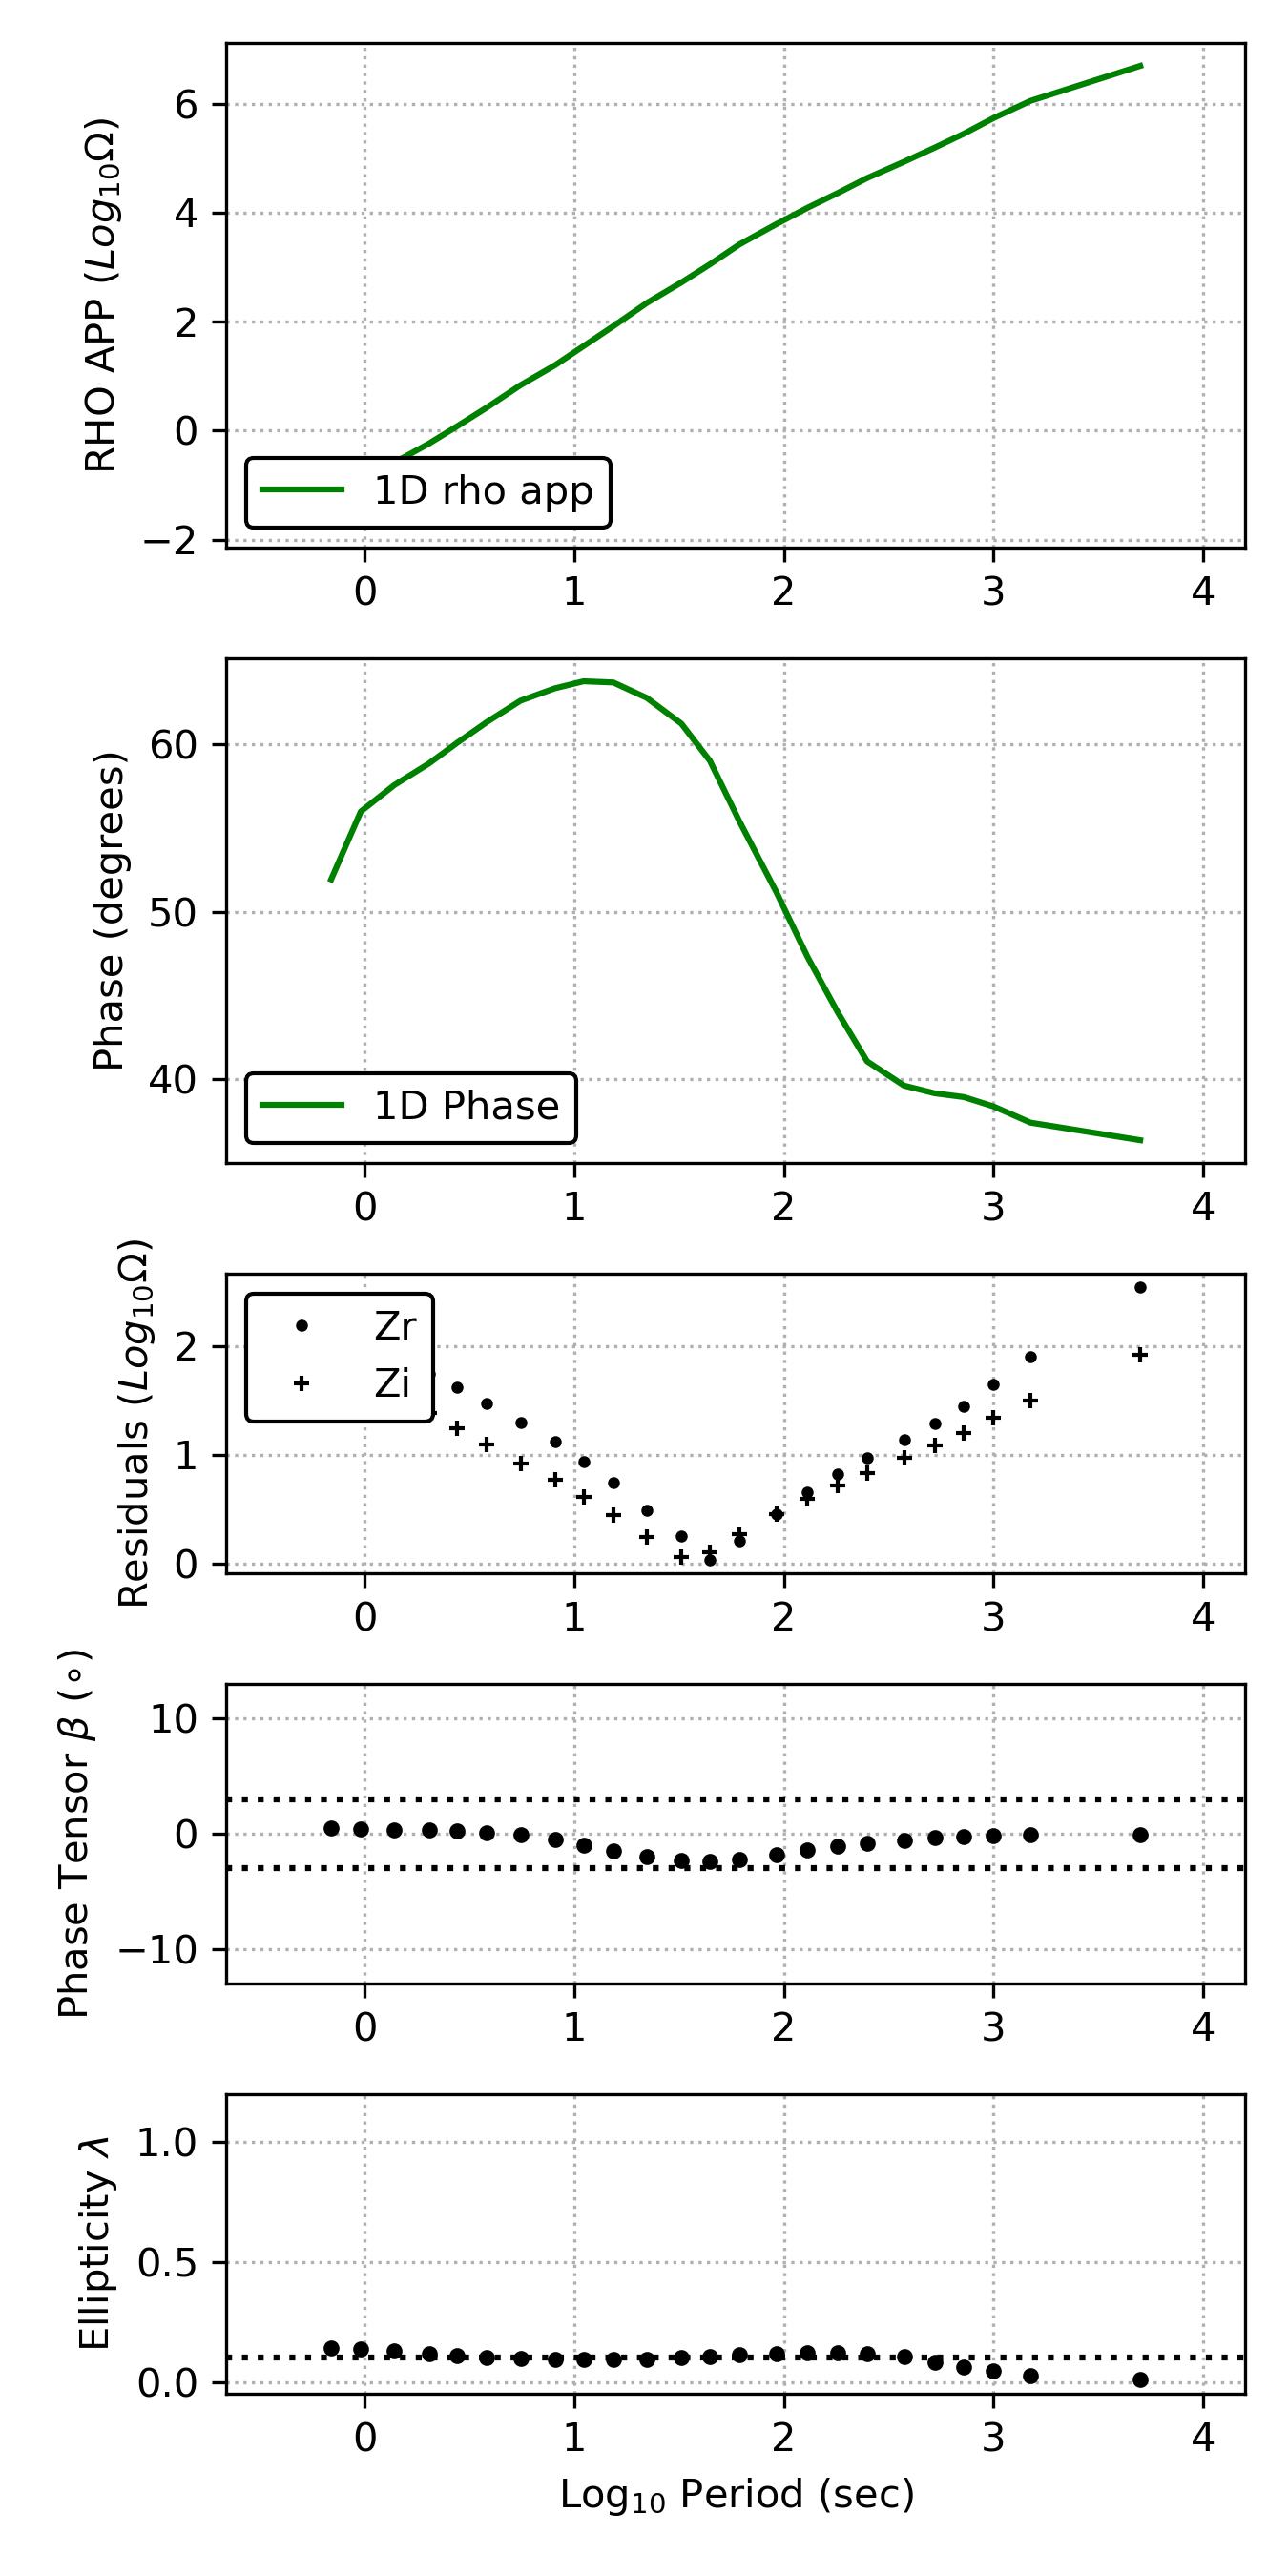 RHO APP (Log₁₀Ω)
6
4
2
0
−2
1D rho app
0 1 2 3 4
Phase (degrees)
60
50
40
1D Phase
0 1 2 3 4
Residuals (Log₁₀Ω)
2
1
0
Zr
Zi
0 1 2 3 4
Phase Tensor β (∘)
10
0
−10
0 1 2 3 4
Ellipticity λ
1.0
0.5
0.0
0 1 2 3 4
Log₁₀ Period (sec)